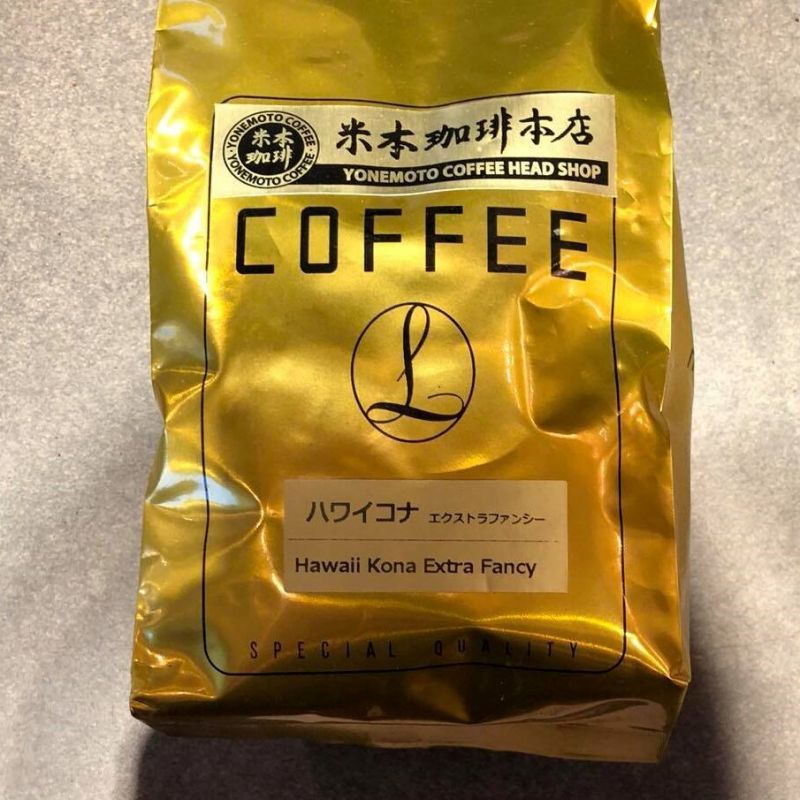 YONEMOTO COFFEE
米本
珈琲
YONEMOTO COFFEE
米本珈琲本店
YONEMOTO COFFEE HEAD SHOP
COFFEE
L
ハワイコナ エクストラファンシー
Hawaii Kona Extra Fancy
SPECIAL QUALITY